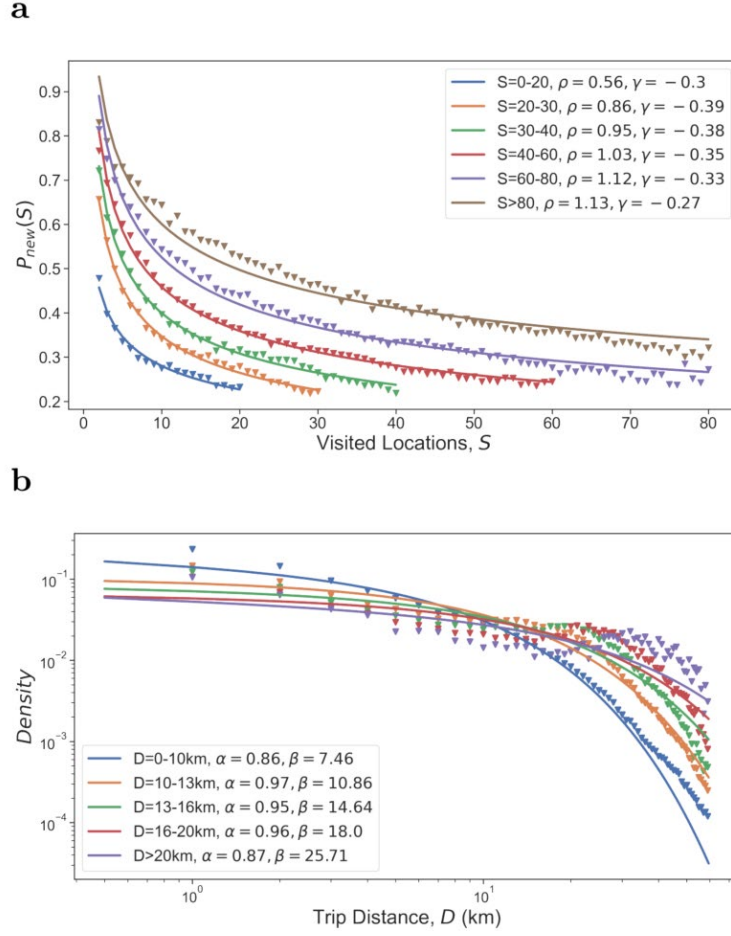 a
S=0-20, ρ = 0.56, γ = −0.3
S=20-30, ρ = 0.86, γ = −0.39
S=30-40, ρ = 0.95, γ = −0.38
S=40-60, ρ = 1.03, γ = −0.35
S=60-80, ρ = 1.12, γ = −0.33
S>80, ρ = 1.13, γ = −0.27
P_new(S)
0.9
0.8
0.7
0.6
0.5
0.4
0.3
0.2
0 10 20 30 40 50 60 70 80
Visited Locations, S
b
Density
10⁻¹
10⁻²
10⁻³
10⁻⁴
D=0-10km, α = 0.86, β = 7.46
D=10-13km, α = 0.97, β = 10.86
D=13-16km, α = 0.95, β = 14.64
D=16-20km, α = 0.96, β = 18.0
D>20km, α = 0.87, β = 25.71
10⁰ 10¹
Trip Distance, D (km)